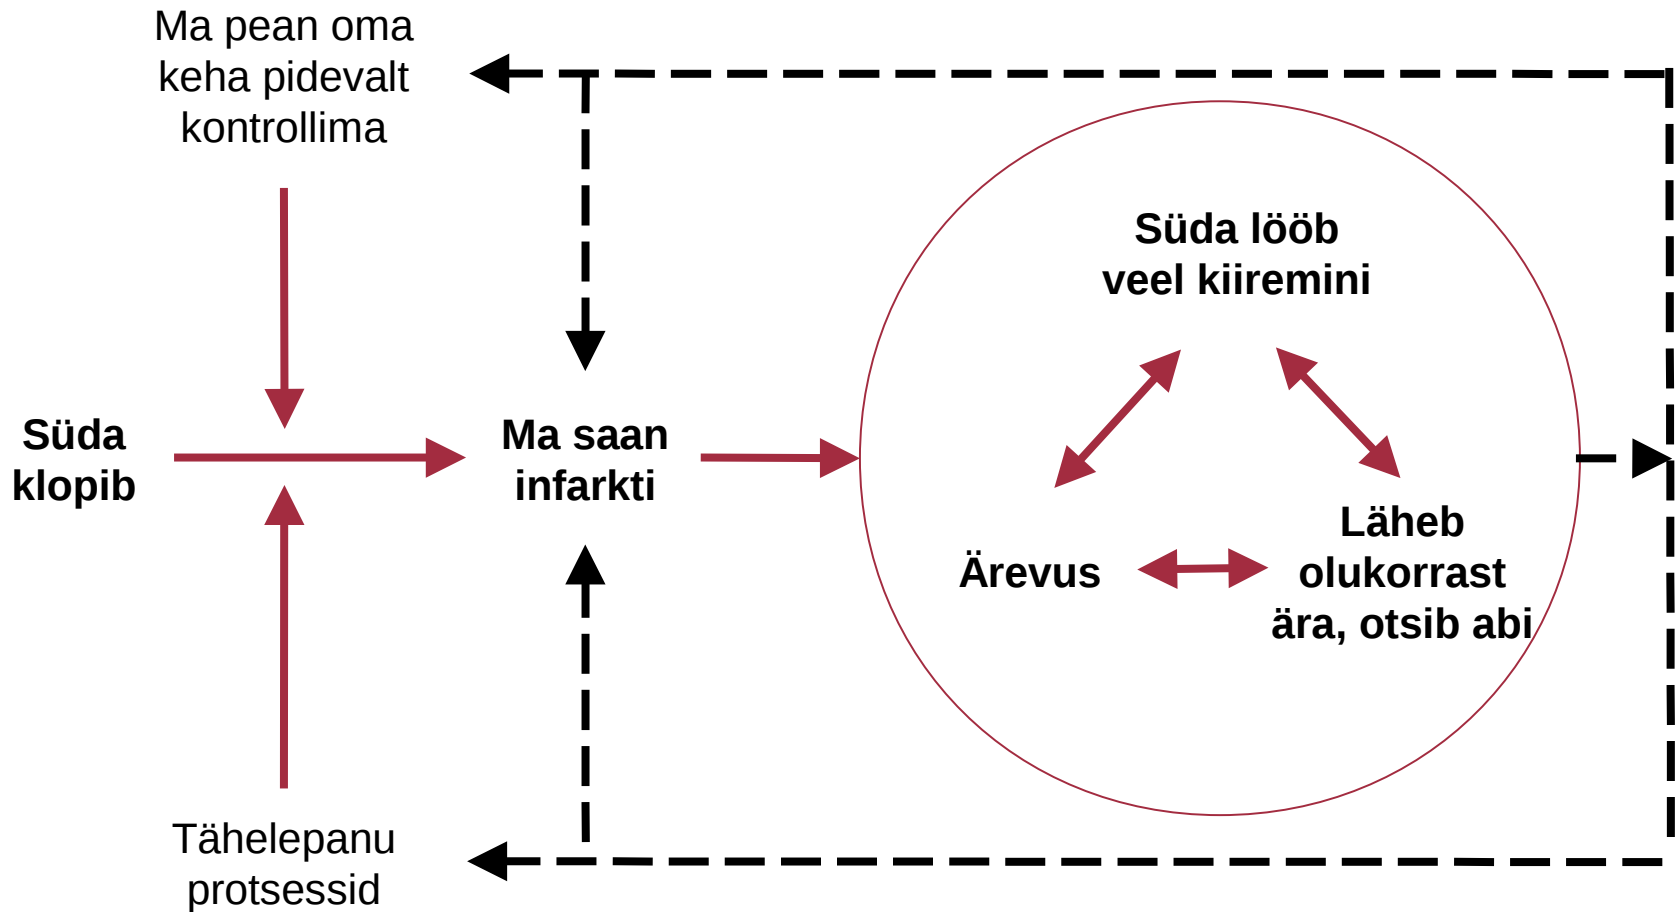 Ma pean oma
keha pidevalt
kontrollima
Süda
klopib
Ma saan
infarkti
Süda lööb
veel kiiremini
Ärevus
Läheb
olukorrast
ära, otsib abi
Tähelepanu
protsessid